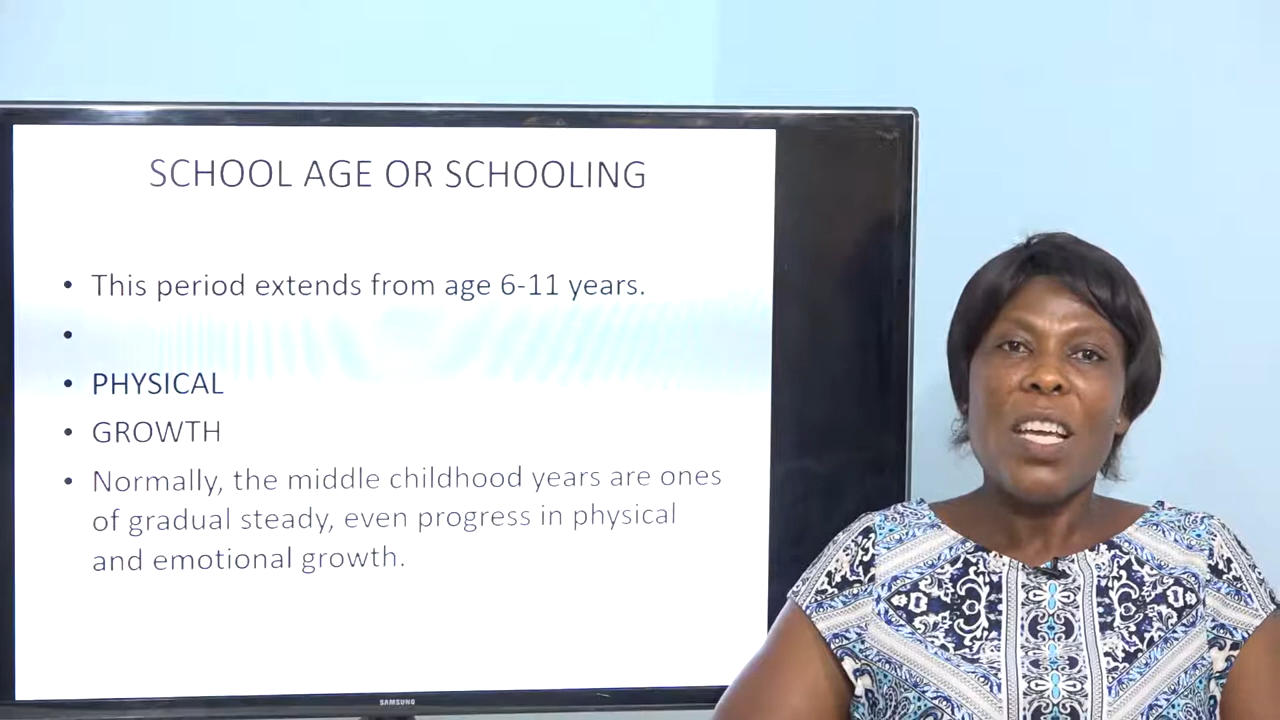 SCHOOL AGE OR SCHOOLING
• This period extends from age 6-11 years.
•
• PHYSICAL
• GROWTH
• Normally, the middle childhood years are ones
of gradual steady, even progress in physical
and emotional growth.
SAMSUNG